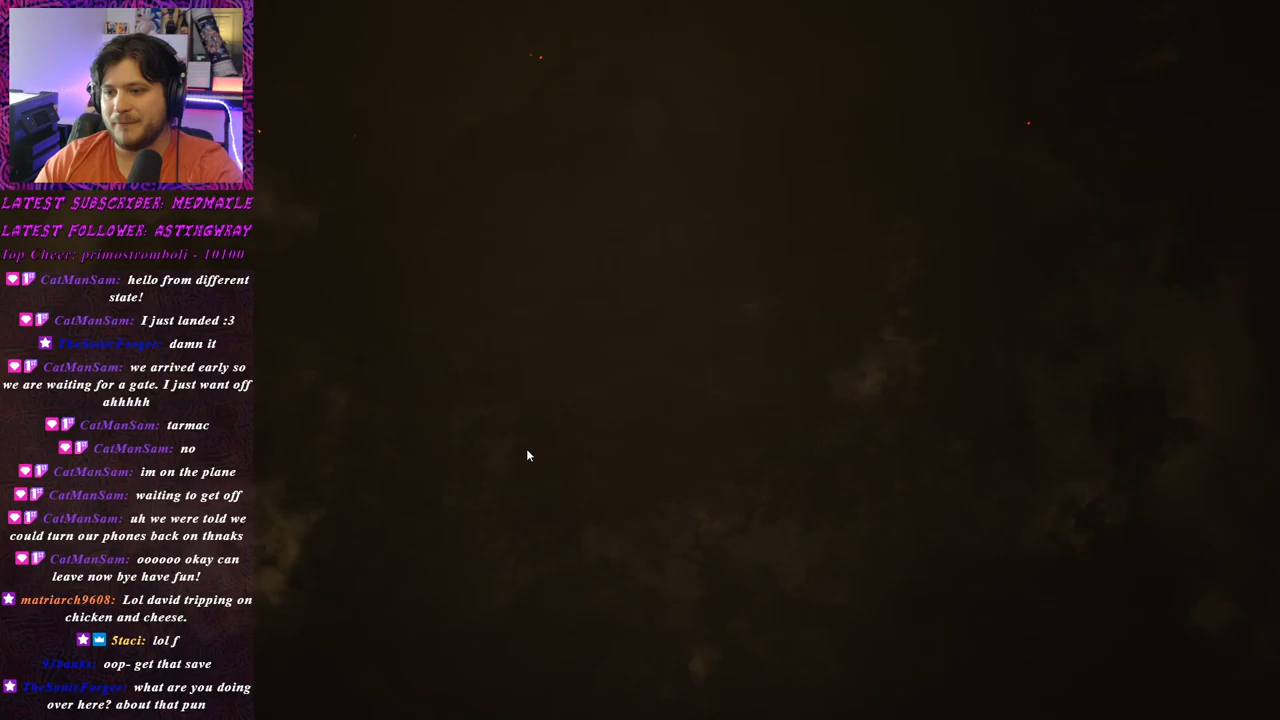 LATEST SUBSCRIBER: MEDMAILE
LATEST FOLLOWER: ASTINGWRAY
Top Cheer: primostromboli - 10100
CatManSam: hello from different
state!
CatManSam: I just landed :3
TheSonicForger: damn it
CatManSam: we arrived early so
we are waiting for a gate. I just want off
ahhhhh
CatManSam: tarmac
CatManSam: no
CatManSam: im on the plane
CatManSam: waiting to get off
CatManSam: uh we were told we
could turn our phones back on thnaks
CatManSam: oooooo okay can
leave now bye have fun!
matriarch9608: Lol david tripping on
chicken and cheese.
5taci: lol f
oop- get that save
TheSonicForger: what are you doing
over here? about that pun